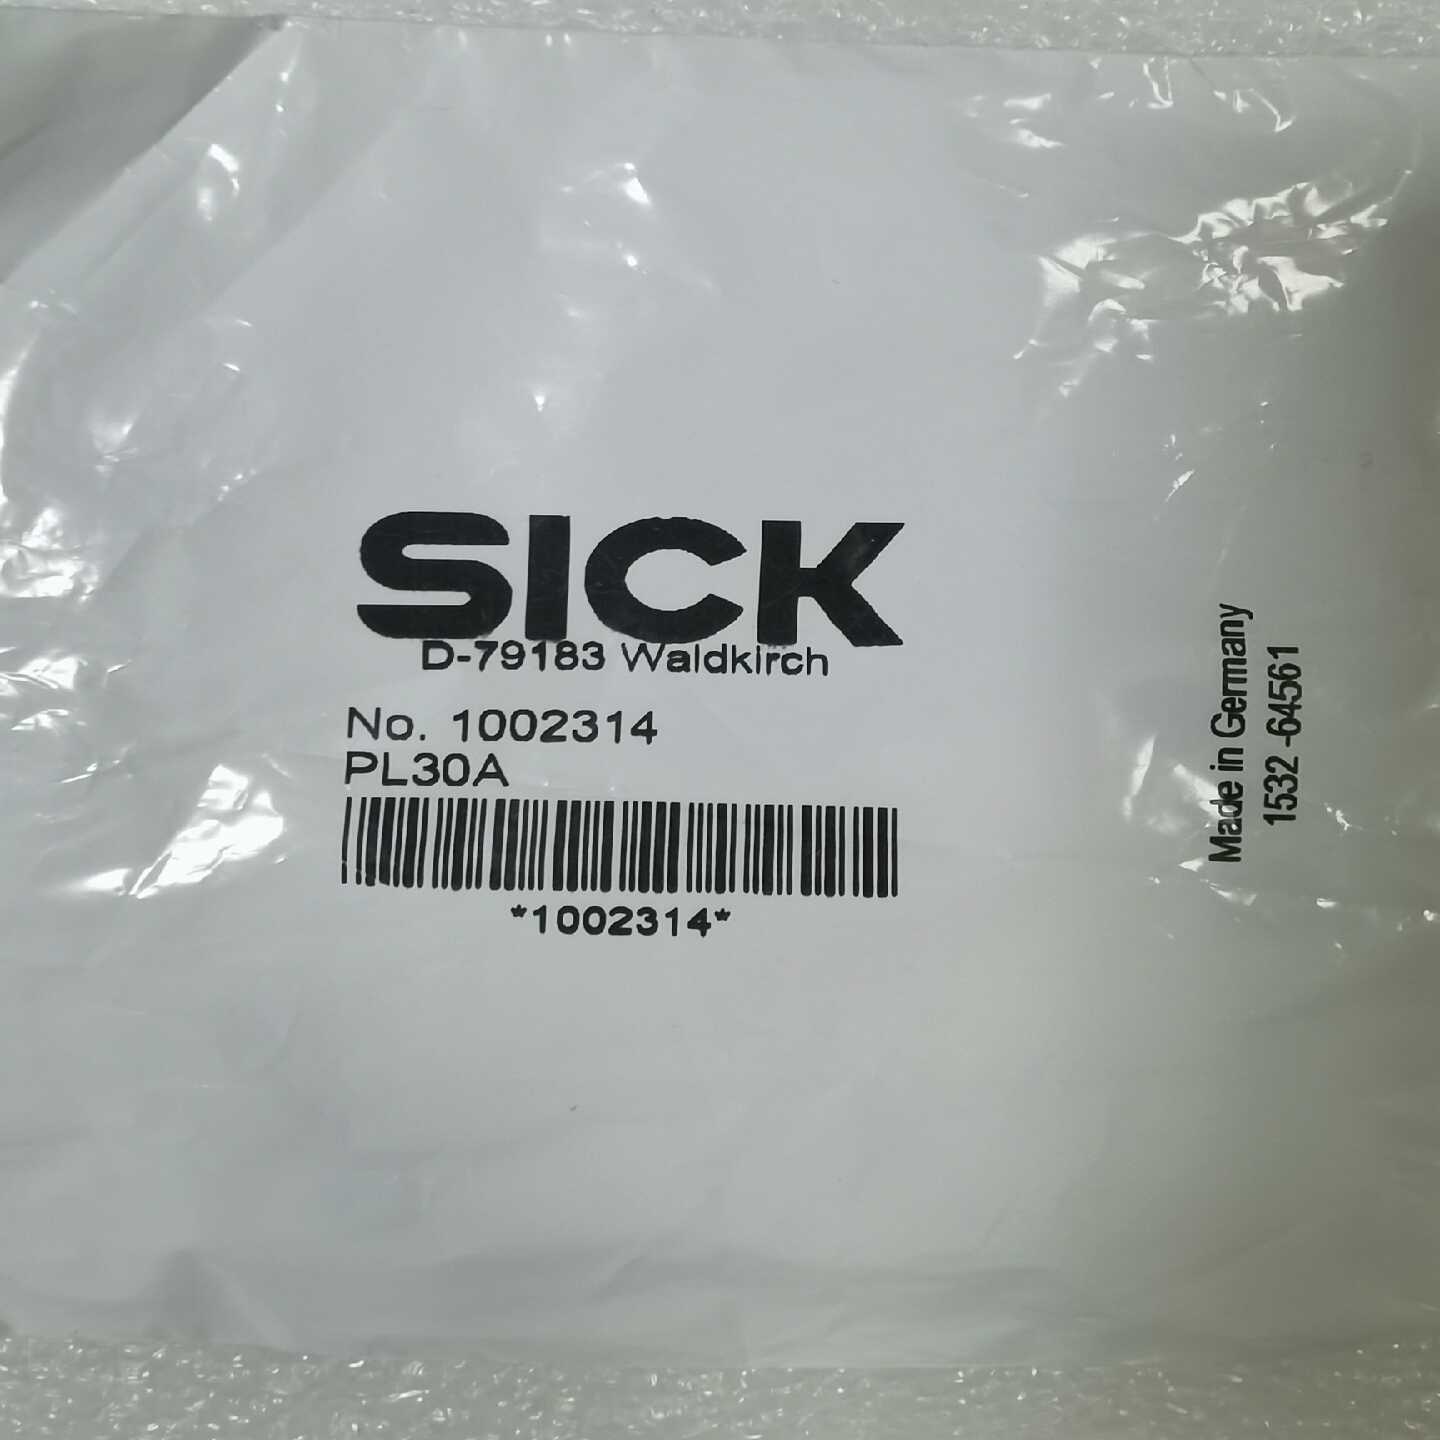 SICK
D-79183 Waldkirch
No. 1002314
PL30A
*1002314*
Made in Germany
1532 -64561